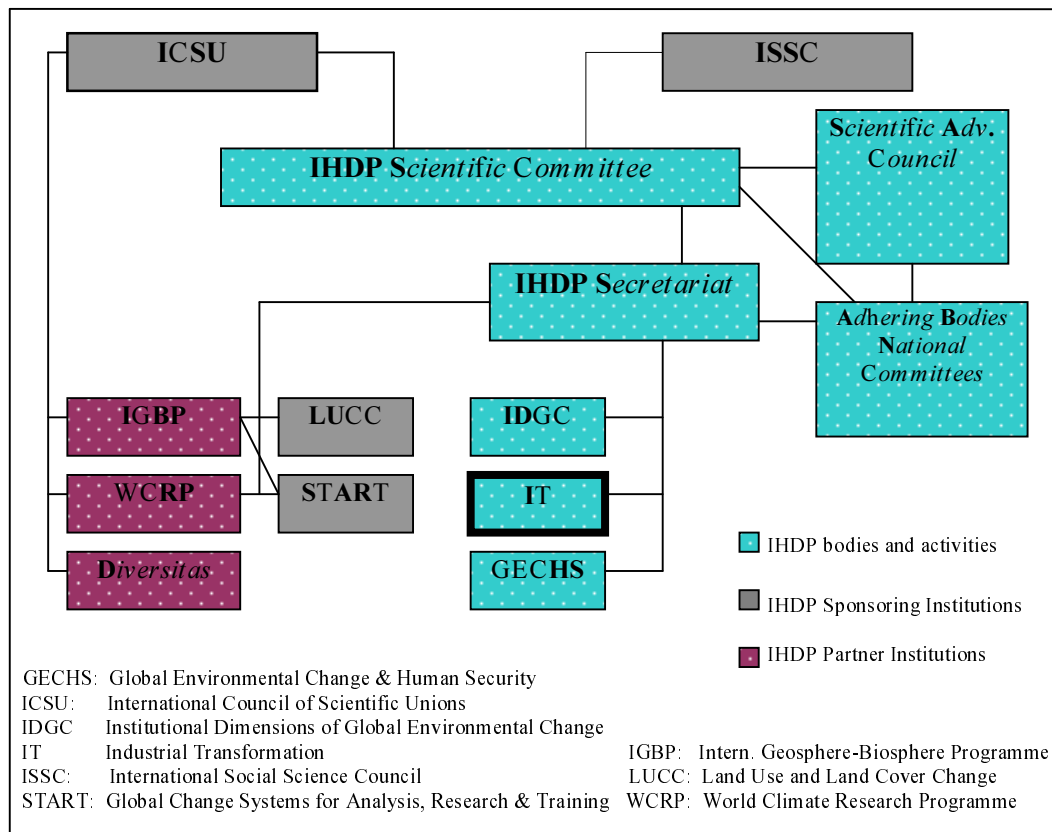 ICSU
ISSC
Scientific Adv.
Council
IHDP Scientific Committee
IHDP Secretariat
Adhering Bodies
National
Committees
IGBP
LUCC
IDGC
WCRP
START
IT
Diversitas
GECHS
IHDP bodies and activities
IHDP Sponsoring Institutions
IHDP Partner Institutions
GECHS: Global Environmental Change & Human Security
ICSU: International Council of Scientific Unions
IDGC Institutional Dimensions of Global Environmental Change
IT Industrial Transformation
ISSC: International Social Science Council
START: Global Change Systems for Analysis, Research & Training
IGBP: Intern. Geosphere-Biosphere Programme
LUCC: Land Use and Land Cover Change
WCRP: World Climate Research Programme